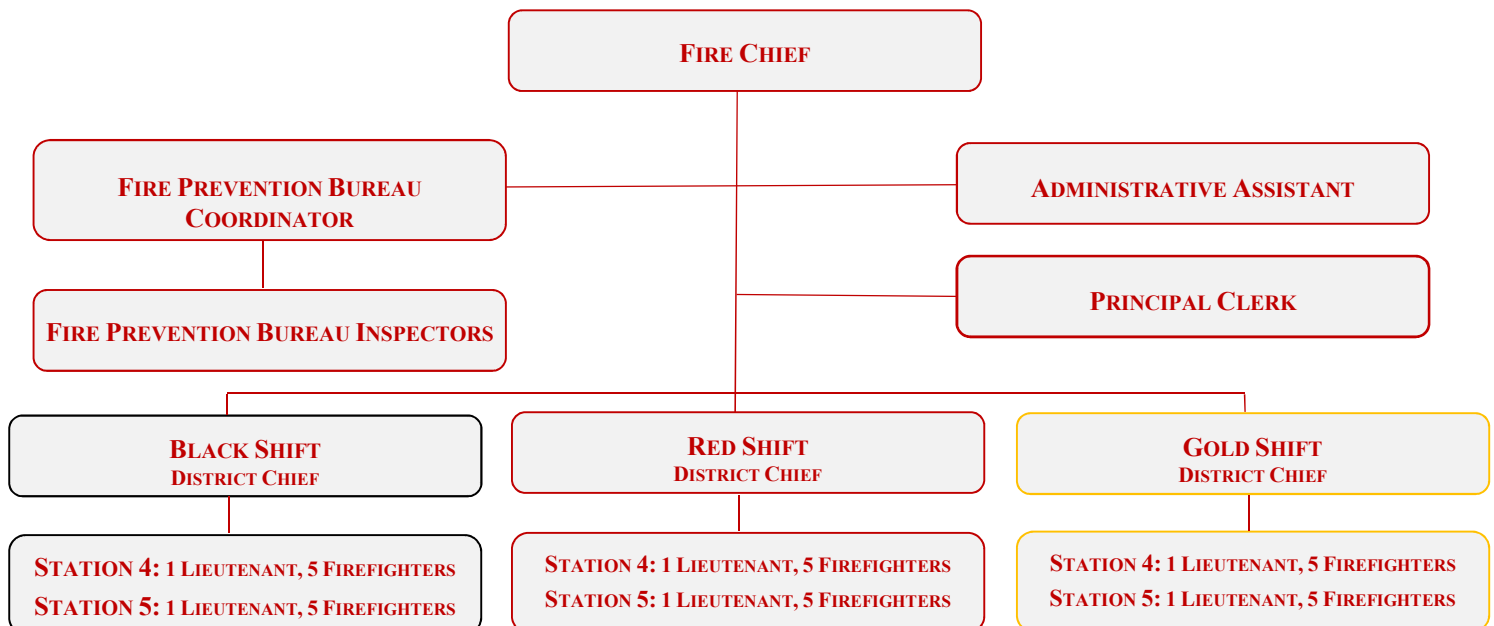 FIRE CHIEF
FIRE PREVENTION BUREAU
COORDINATOR
ADMINISTRATIVE ASSISTANT
FIRE PREVENTION BUREAU INSPECTORS
PRINCIPAL CLERK
BLACK SHIFT
DISTRICT CHIEF
RED SHIFT
DISTRICT CHIEF
GOLD SHIFT
DISTRICT CHIEF
STATION 4: 1 LIEUTENANT, 5 FIREFIGHTERS
STATION 5: 1 LIEUTENANT, 5 FIREFIGHTERS
STATION 4: 1 LIEUTENANT, 5 FIREFIGHTERS
STATION 5: 1 LIEUTENANT, 5 FIREFIGHTERS
STATION 4: 1 LIEUTENANT, 5 FIREFIGHTERS
STATION 5: 1 LIEUTENANT, 5 FIREFIGHTERS